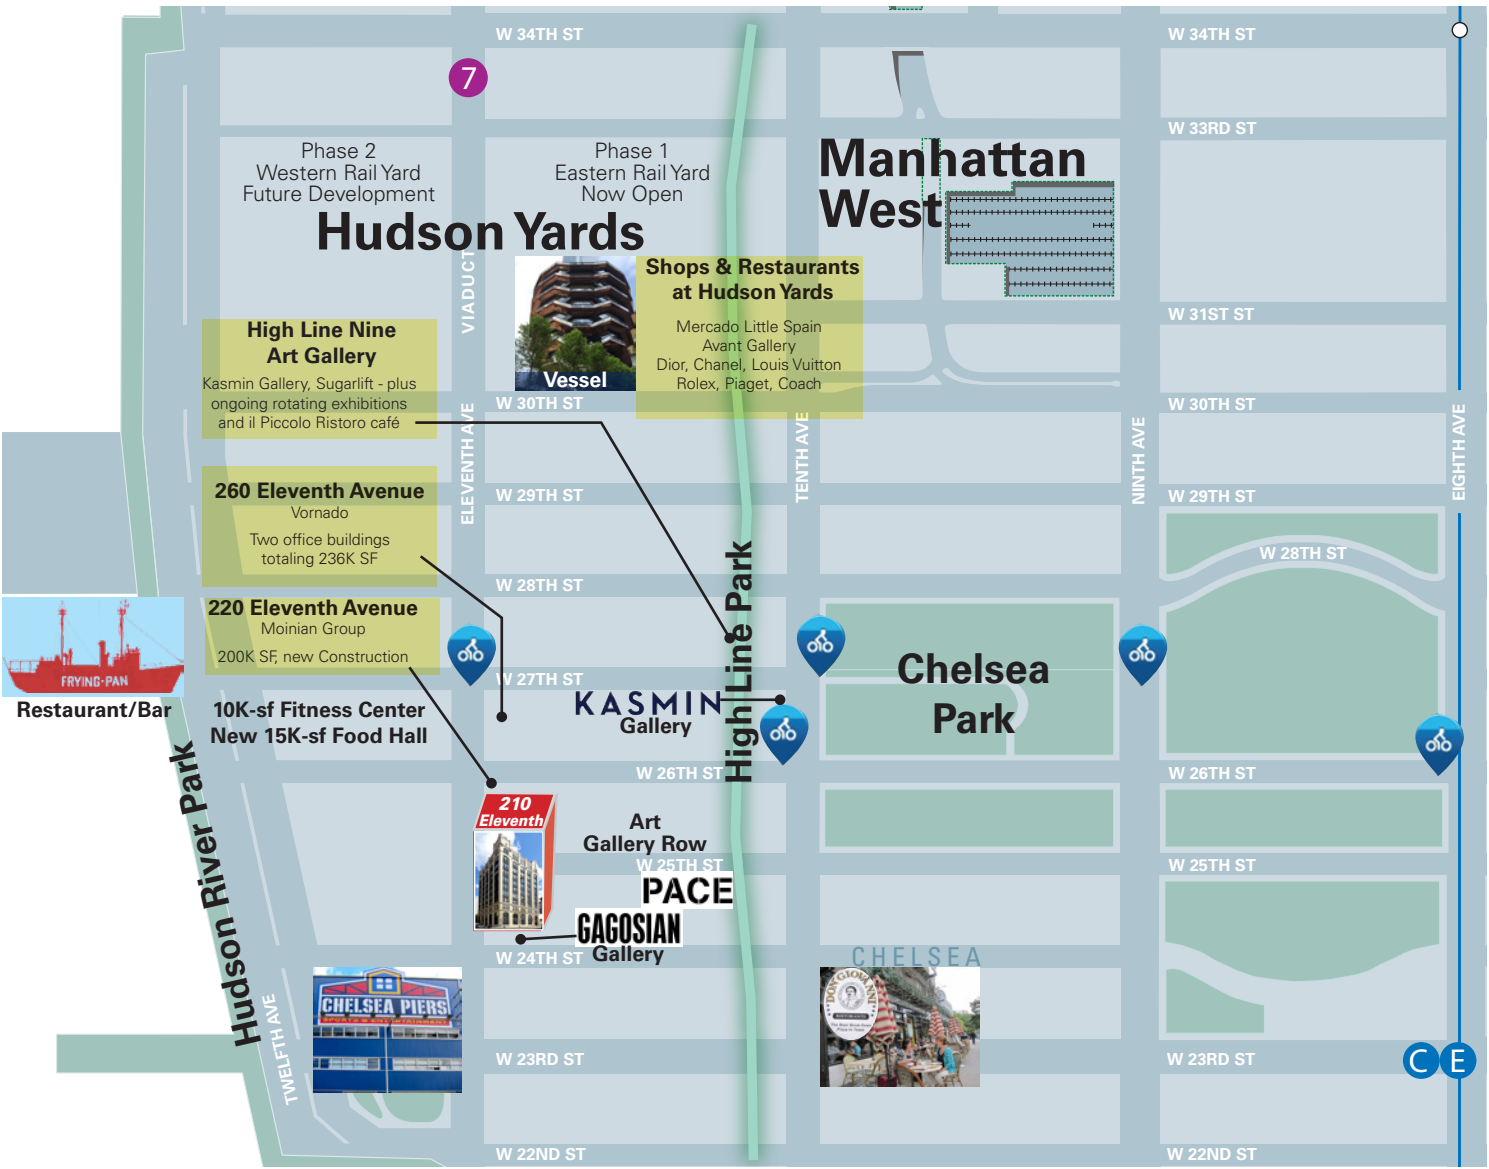 W 34TH ST
W 34TH ST
7
W 33RD ST
Phase 2
Western Rail Yard
Future Development
Phase 1
Eastern Rail Yard
Now Open
Manhattan
West
Hudson Yards
VIADUCT
Shops & Restaurants
at Hudson Yards
Mercado Little Spain
Avant Gallery
Dior, Chanel, Louis Vuitton
Rolex, Piaget, Coach
Vessel
W 31ST ST
High Line Nine
Art Gallery
Kasmin Gallery, Sugarlift - plus
ongoing rotating exhibitions
and il Piccolo Ristoro café
W 30TH ST
W 30TH ST
ELEVENTH AVE
TENTH AVE
NINTH AVE
EIGHTH AVE
260 Eleventh Avenue
Vornado
Two office buildings
totaling 236K SF
W 29TH ST
W 29TH ST
W 28TH ST
W 28TH ST
220 Eleventh Avenue
Moinian Group
200K SF, new Construction
High Line Park
FRYING-PAN
Restaurant/Bar
W 27TH ST
Chelsea
Park
KASMIN
Gallery
10K-sf Fitness Center
New 15K-sf Food Hall
W 26TH ST
W 26TH ST
Hudson River Park
210
Eleventh
Art
Gallery Row
W 25TH ST
W 25TH ST
PACE
GAGOSIAN
Gallery
W 24TH ST
CHELSEA
CHELSEA PIERS
SPORTS & ENTERTAINMENT
DON GIOVANNI
TWELFTH AVE
W 23RD ST
W 23RD ST
C E
W 22ND ST
W 22ND ST